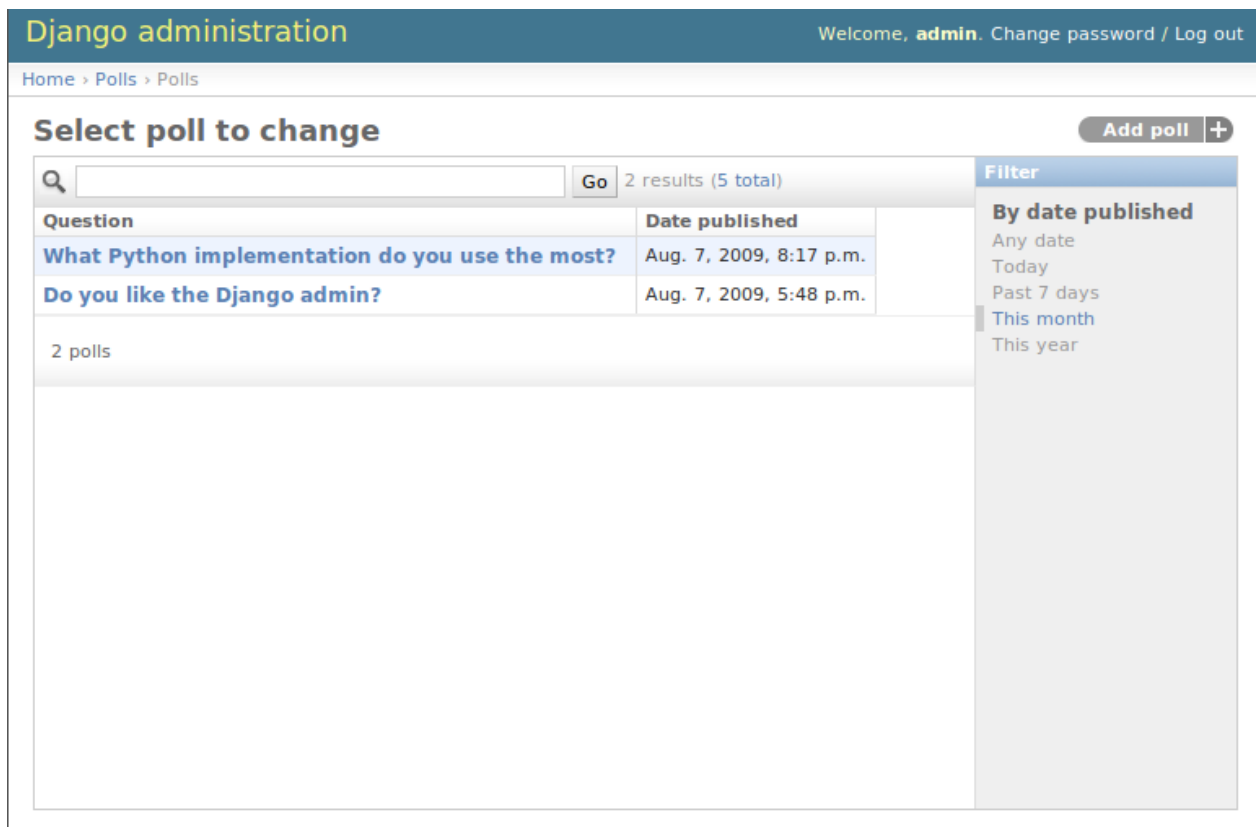 Django administration
Welcome, admin. Change password / Log out
Home › Polls › Polls
Select poll to change
Add poll +
Go 2 results (5 total)
Question Date published
What Python implementation do you use the most? Aug. 7, 2009, 8:17 p.m.
Do you like the Django admin? Aug. 7, 2009, 5:48 p.m.
2 polls
Filter
By date published
Any date
Today
Past 7 days
This month
This year